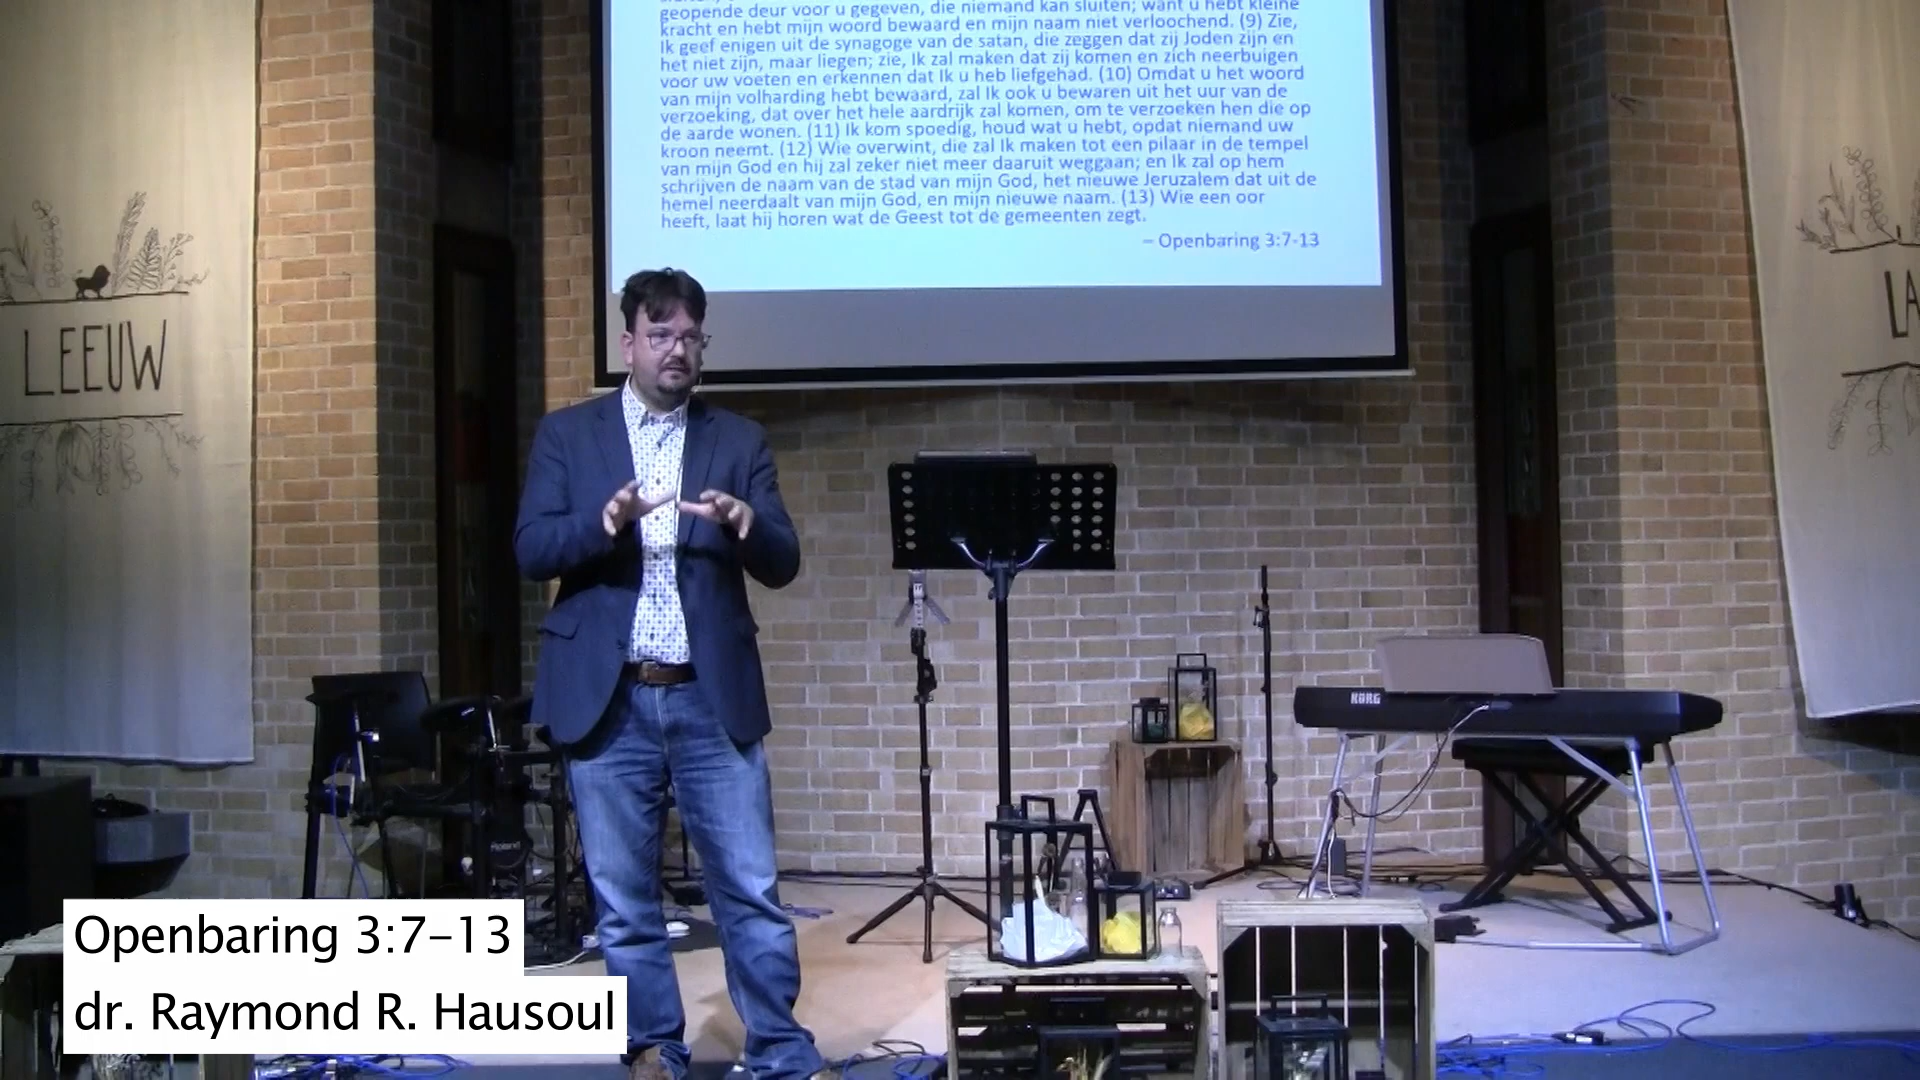 geopende deur voor u gegeven, die niemand kan sluiten; want u hebt kleine
kracht en hebt mijn woord bewaard en mijn naam niet verloochend. (9) Zie,
Ik geef enigen uit de synagoge van de satan, die zeggen dat zij Joden zijn en
het niet zijn, maar liegen; zie, Ik zal maken dat zij komen en zich neerbuigen
voor uw voeten en erkennen dat Ik u heb liefgehad. (10) Omdat u het woord
van mijn volharding hebt bewaard, zal Ik ook u bewaren uit het uur van de
verzoeking, dat over het hele aardrijk zal komen, om te verzoeken hen die op
de aarde wonen. (11) Ik kom spoedig, houd wat u hebt, opdat niemand uw
kroon neemt. (12) Wie overwint, die zal Ik maken tot een pilaar in de tempel
van mijn God en hij zal zeker niet meer daaruit weggaan; en Ik zal op hem
schrijven de naam van de stad van mijn God, het nieuwe Jeruzalem dat uit de
hemel neerdaalt van mijn God, en mijn nieuwe naam. (13) Wie een oor
heeft, laat hij horen wat de Geest tot de gemeenten zegt.
– Openbaring 3:7-13
LEEUW
LA
KORG
Roland
Openbaring 3:7–13
dr. Raymond R. Hausoul